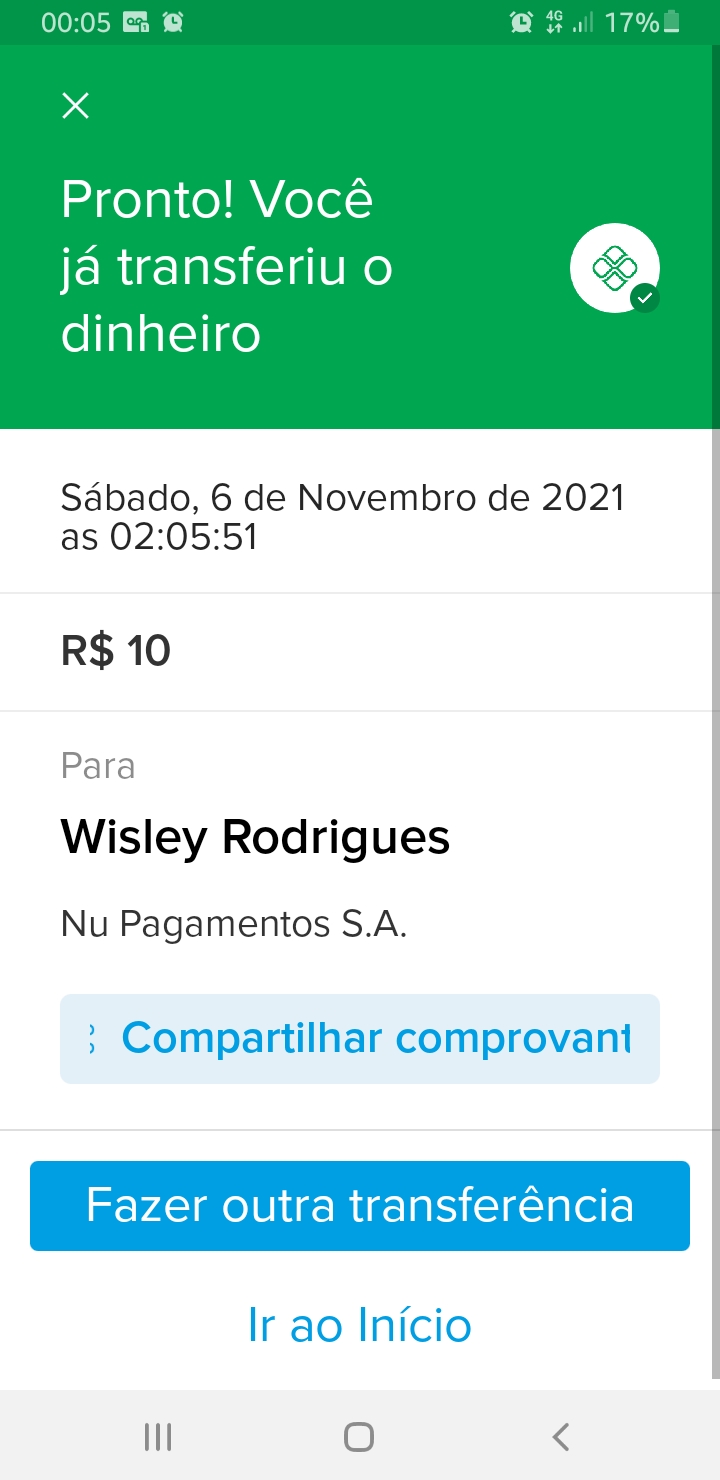 00:05 4G 17%
Pronto! Você
já transferiu o
dinheiro
Sábado, 6 de Novembro de 2021
as 02:05:51
R$ 10
Para
Wisley Rodrigues
Nu Pagamentos S.A.
Compartilhar comprovant
Fazer outra transferência
Ir ao Início